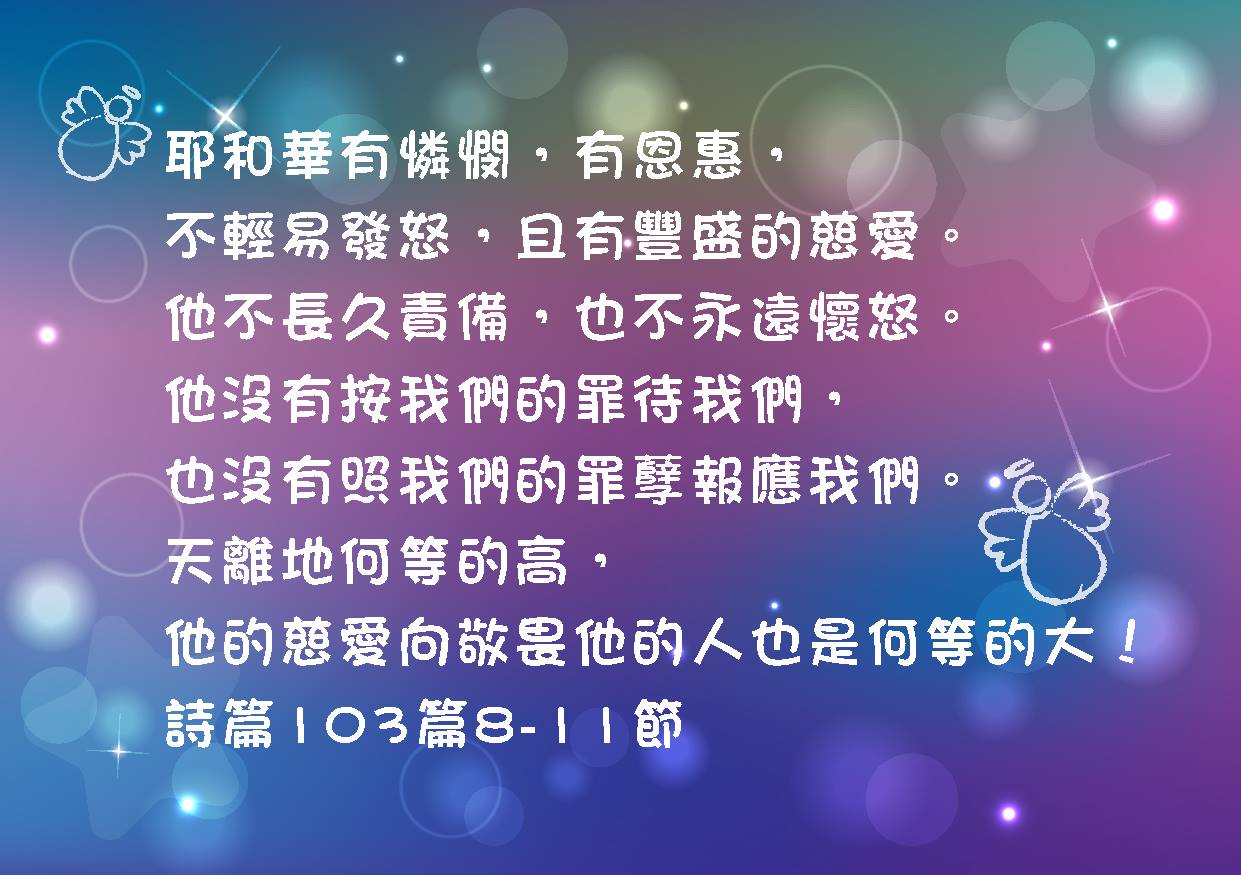 耶和華有憐憫，有恩惠，
不輕易發怒，且有豐盛的慈愛。
他不長久責備，也不永遠懷怒。
他沒有按我們的罪待我們，
也沒有照我們的罪孽報應我們。
天離地何等的高，
他的慈愛向敬畏他的人也是何等的大！
詩篇103篇8-11節